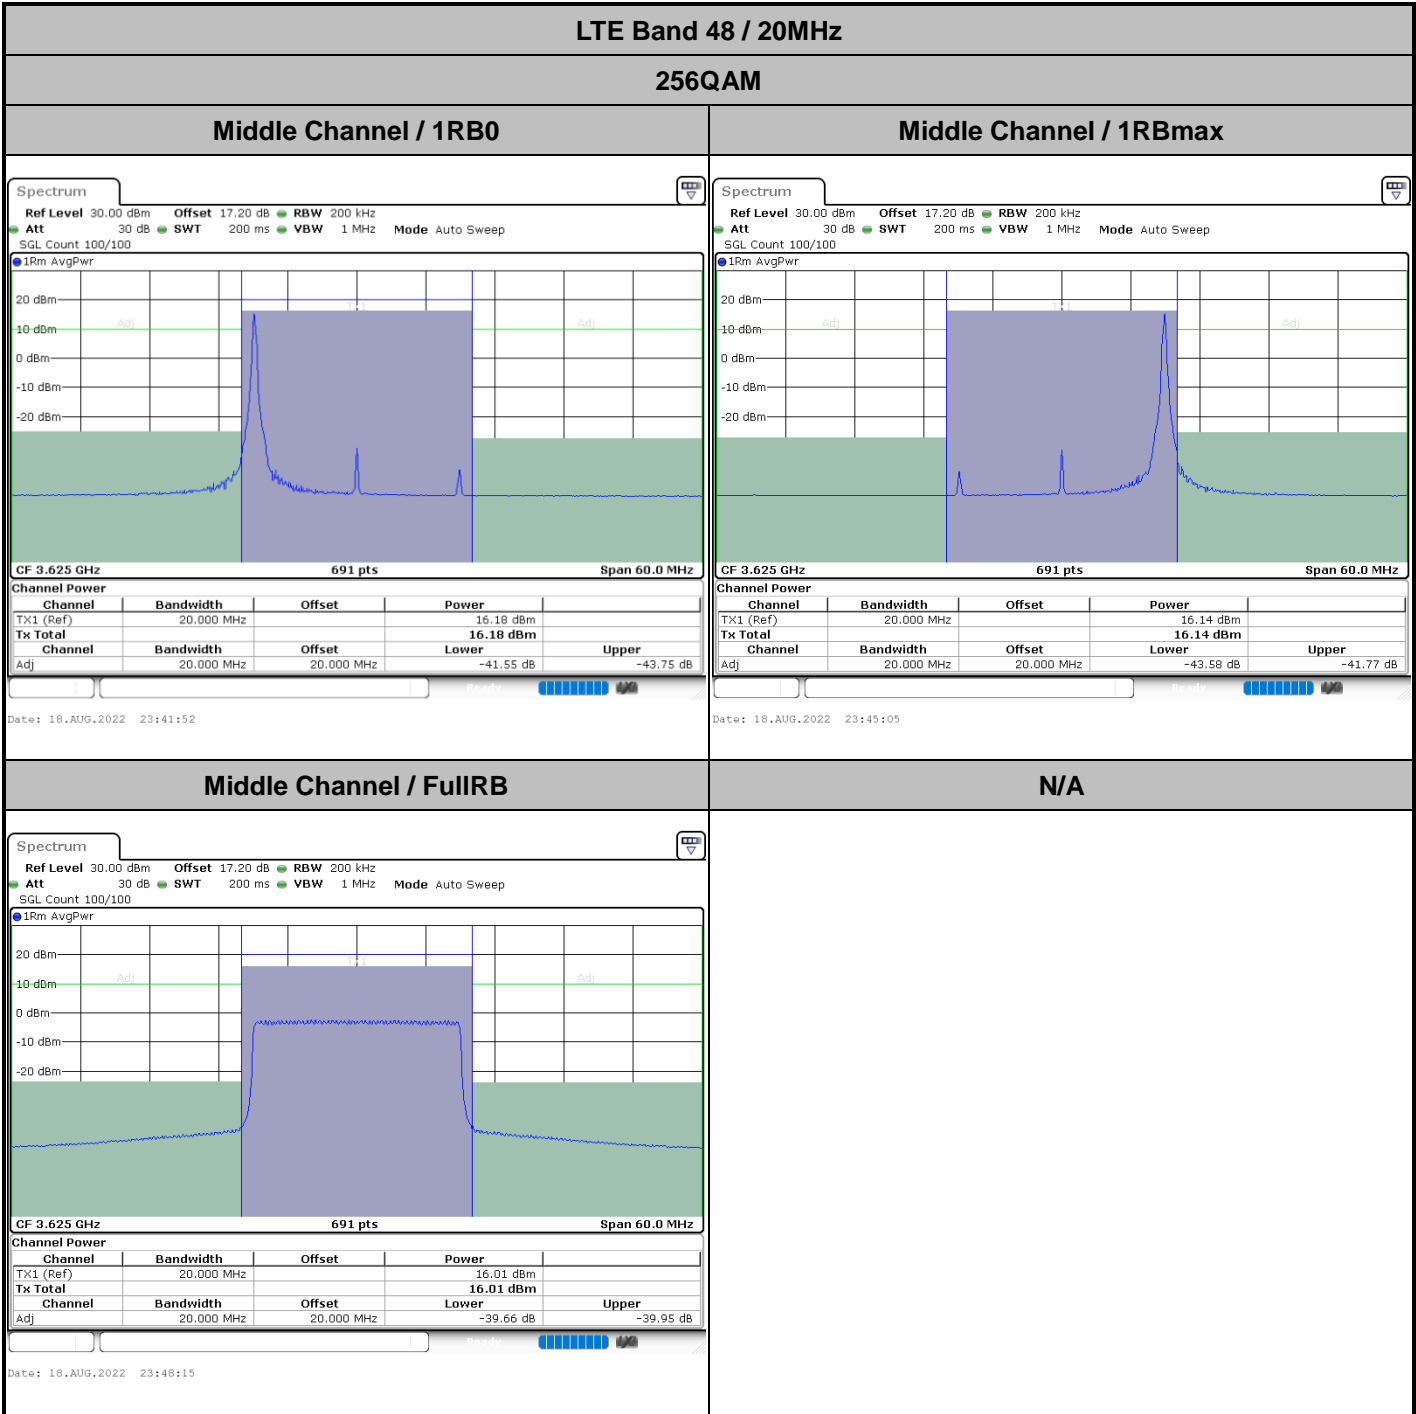 LTE Band 48 / 20MHz
256QAM
Middle Channel / 1RB0
Middle Channel / 1RBmax
Spectrum
Ref Level 30.00 dBm Offset 17.20 dB RBW 200 kHz
Att 30 dB SWT 200 ms VBW 1 MHz Mode Auto Sweep
SGL Count 100/100
1Rm AvgPwr
TX1
20 dBm
Adj
Adj
10 dBm
0 dBm
-10 dBm
-20 dBm
CF 3.625 GHz 691 pts Span 60.0 MHz
Channel Power
Channel Bandwidth Offset Power
TX1 (Ref) 20.000 MHz 16.18 dBm
Tx Total 16.18 dBm
Channel Bandwidth Offset Lower Upper
Adj 20.000 MHz 20.000 MHz -41.55 dB -43.75 dB
Ready
Date: 18.AUG.2022 23:41:52
Spectrum
Ref Level 30.00 dBm Offset 17.20 dB RBW 200 kHz
Att 30 dB SWT 200 ms VBW 1 MHz Mode Auto Sweep
SGL Count 100/100
1Rm AvgPwr
TX1
20 dBm
Adj
Adj
10 dBm
0 dBm
-10 dBm
-20 dBm
CF 3.625 GHz 691 pts Span 60.0 MHz
Channel Power
Channel Bandwidth Offset Power
TX1 (Ref) 20.000 MHz 16.14 dBm
Tx Total 16.14 dBm
Channel Bandwidth Offset Lower Upper
Adj 20.000 MHz 20.000 MHz -43.58 dB -41.77 dB
Ready
Date: 18.AUG.2022 23:45:05
Middle Channel / FullRB
N/A
Spectrum
Ref Level 30.00 dBm Offset 17.20 dB RBW 200 kHz
Att 30 dB SWT 200 ms VBW 1 MHz Mode Auto Sweep
SGL Count 100/100
1Rm AvgPwr
TX1
20 dBm
Adj
Adj
10 dBm
0 dBm
-10 dBm
-20 dBm
CF 3.625 GHz 691 pts Span 60.0 MHz
Channel Power
Channel Bandwidth Offset Power
TX1 (Ref) 20.000 MHz 16.01 dBm
Tx Total 16.01 dBm
Channel Bandwidth Offset Lower Upper
Adj 20.000 MHz 20.000 MHz -39.66 dB -39.95 dB
Ready
Date: 18.AUG.2022 23:48:15